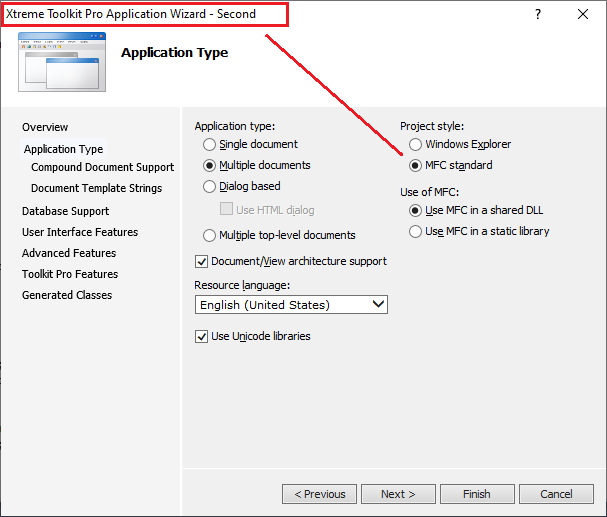 Xtreme Toolkit Pro Application Wizard - Second
?
Application Type
Overview
Application Type
Compound Document Support
Document Template Strings
Database Support
User Interface Features
Advanced Features
Toolkit Pro Features
Generated Classes
Application type:
Single document
Multiple documents
Dialog based
Use HTML dialog
Multiple top-level documents
Document/View architecture support
Resource language:
English (United States)
Use Unicode libraries
Project style:
Windows Explorer
MFC standard
Use of MFC:
Use MFC in a shared DLL
Use MFC in a static library
< Previous
Next >
Finish
Cancel